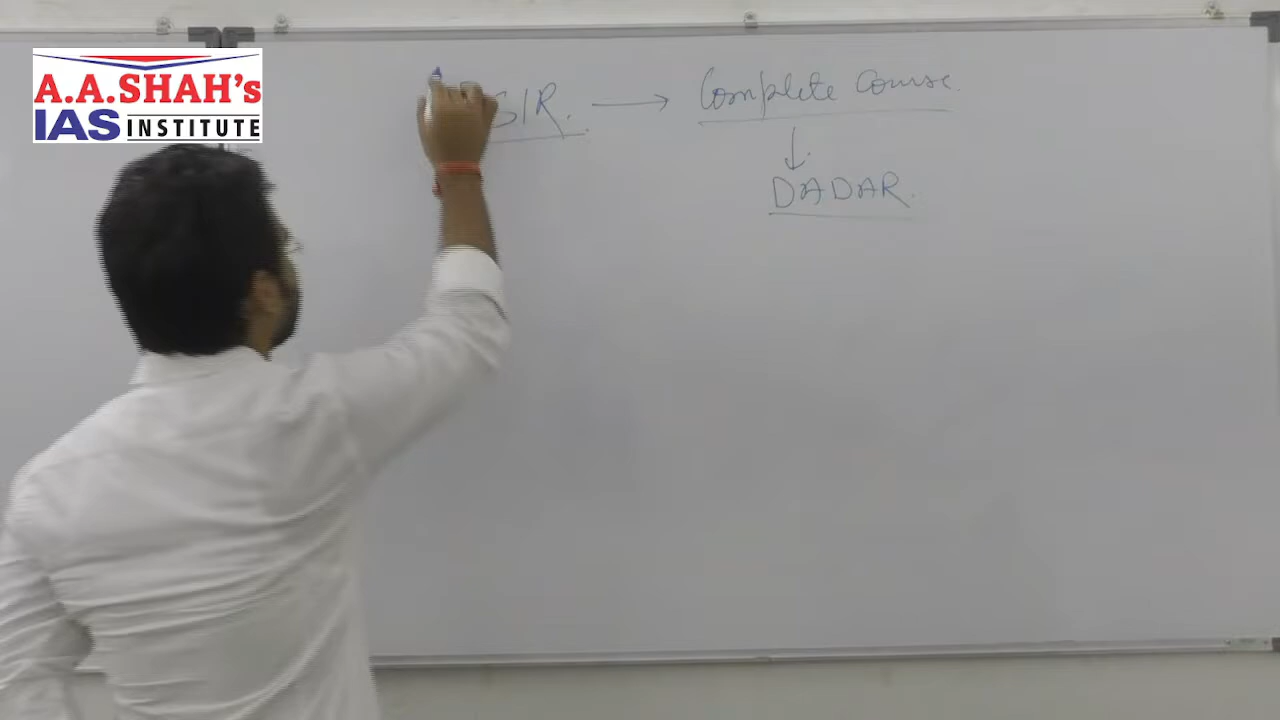 A.A.SHAH's
IAS INSTITUTE
SIR. → Complete Course.
↓
DADAR.